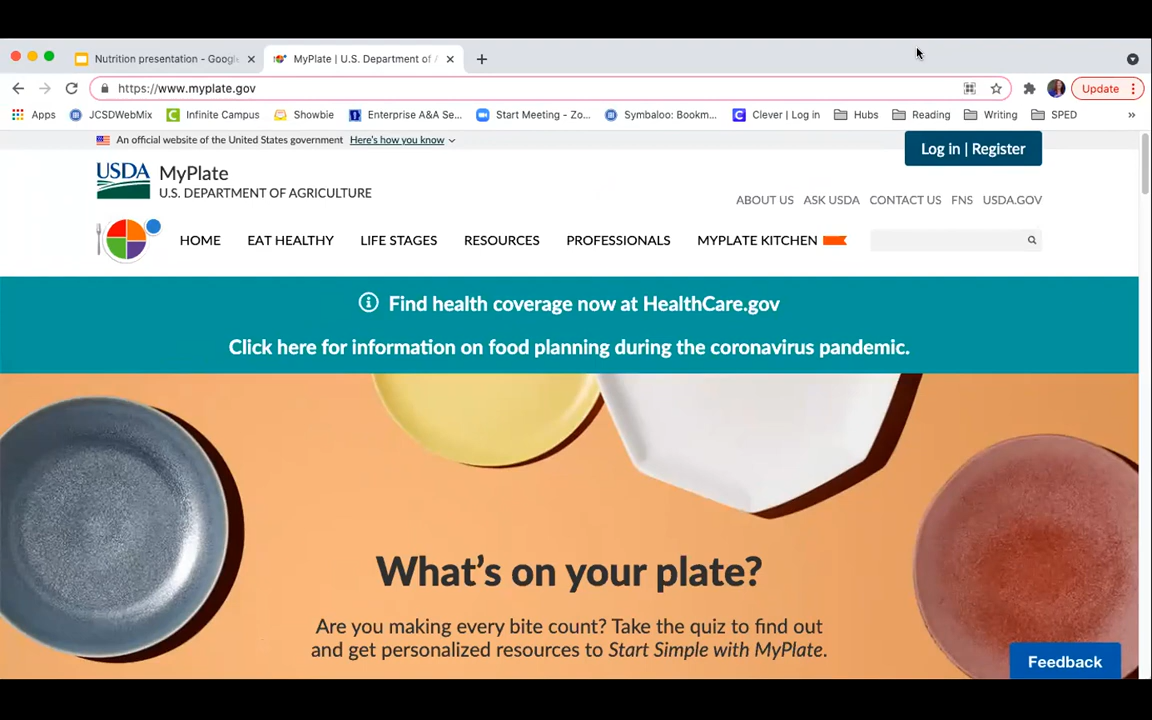 Nutrition presentation - Googl
MyPlate | U.S. Department of A
https://www.myplate.gov
Update
Apps
JCSDWebMix
Infinite Campus
Showbie
Enterprise A&A Se...
Start Meeting - Zo...
Symbaloo: Bookm...
Clever | Log in
Hubs
Reading
Writing
SPED
»
An official website of the United States government Here's how you know
Log in | Register
USDA MyPlate
U.S. DEPARTMENT OF AGRICULTURE
ABOUT US ASK USDA CONTACT US FNS USDA.GOV
HOME EAT HEALTHY LIFE STAGES RESOURCES PROFESSIONALS MYPLATE KITCHEN
Find health coverage now at HealthCare.gov
Click here for information on food planning during the coronavirus pandemic.
What's on your plate?
Are you making every bite count? Take the quiz to find out
and get personalized resources to Start Simple with MyPlate.
Feedback